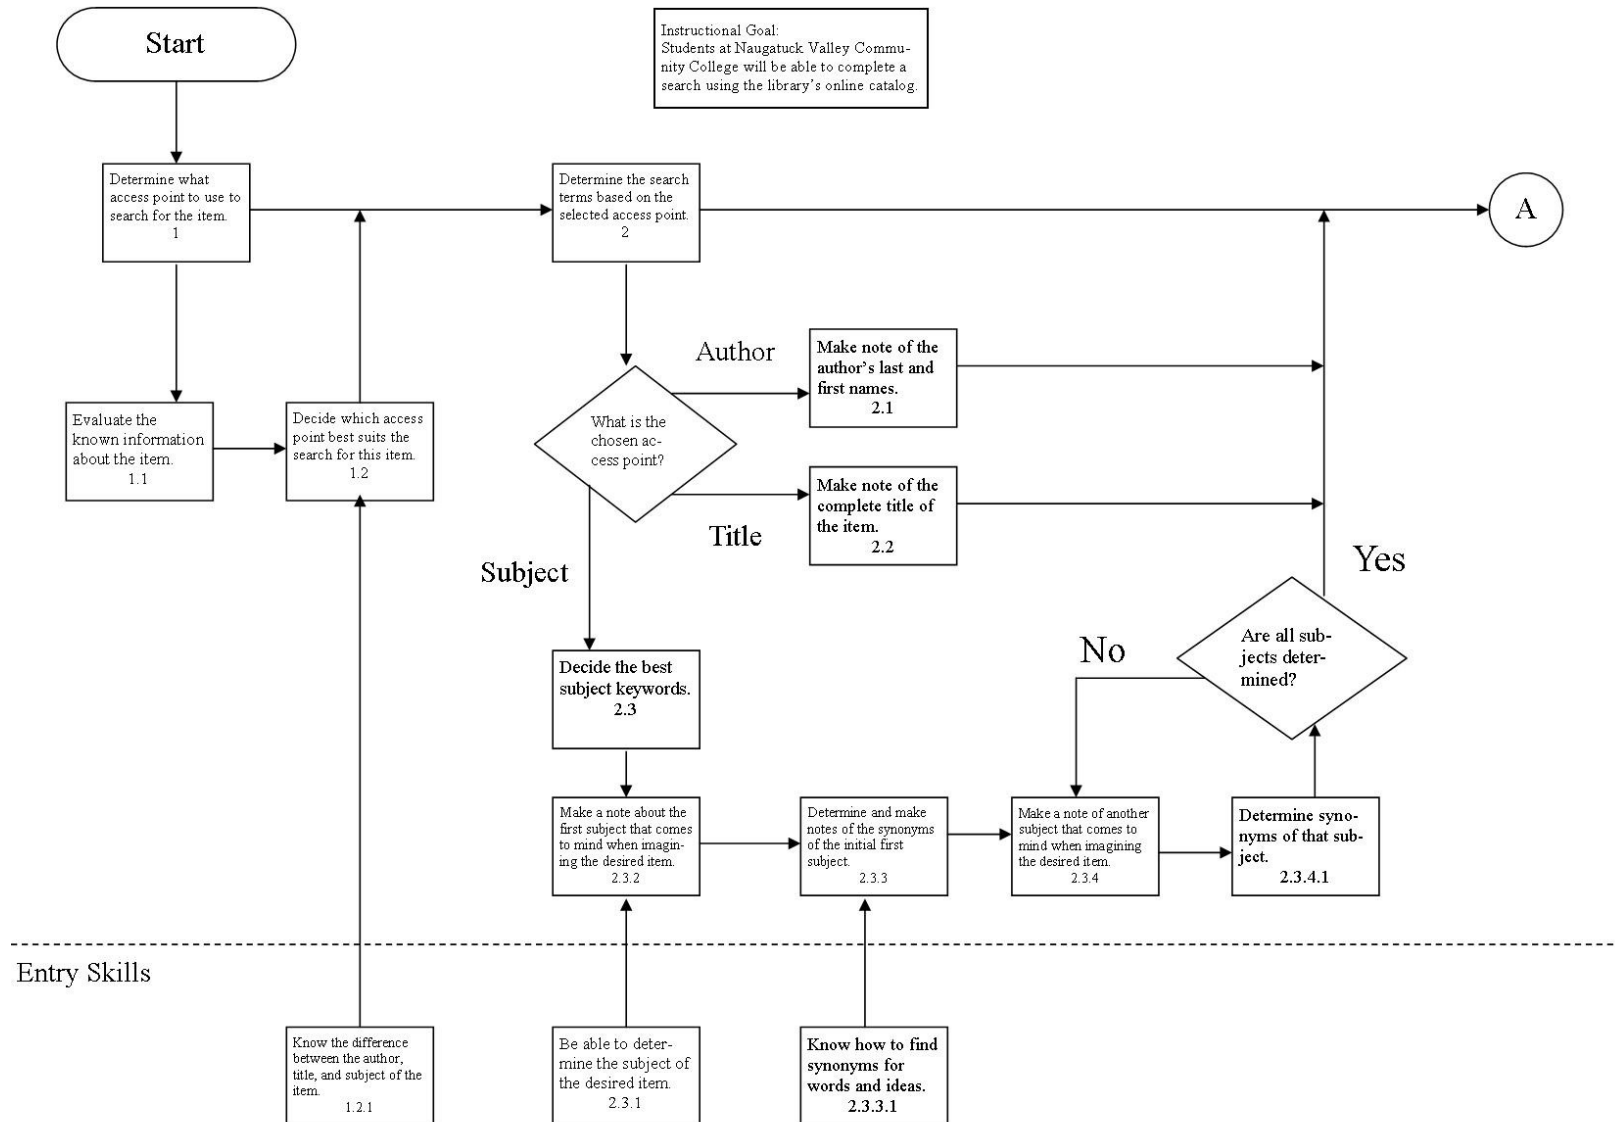 Start
Instructional Goal:
Students at Naugatuck Valley Commu-
nity College will be able to complete a
search using the library's online catalog.
Determine what
access point to use to
search for the item.
1
Determine the search
terms based on the
selected access point.
2
A
Author
Make note of the
author's last and
first names.
2.1
Evaluate the
known information
about the item.
1.1
Decide which access
point best suits the
search for this item.
1.2
What is the
chosen ac-
cess point?
Make note of the
complete title of
the item.
2.2
Title
Subject
Yes
No
Are all sub-
jects deter-
mined?
Decide the best
subject keywords.
2.3
Make a note about the
first subject that comes
to mind when imagin-
ing the desired item.
2.3.2
Determine and make
notes of the synonyms
of the initial first
subject.
2.3.3
Make a note of another
subject that comes to
mind when imagining
the desired item.
2.3.4
Determine syno-
nyms of that sub-
ject.
2.3.4.1
Entry Skills
Know the difference
between the author,
title, and subject of the
item.
1.2.1
Be able to deter-
mine the subject of
the desired item.
2.3.1
Know how to find
synonyms for
words and ideas.
2.3.3.1